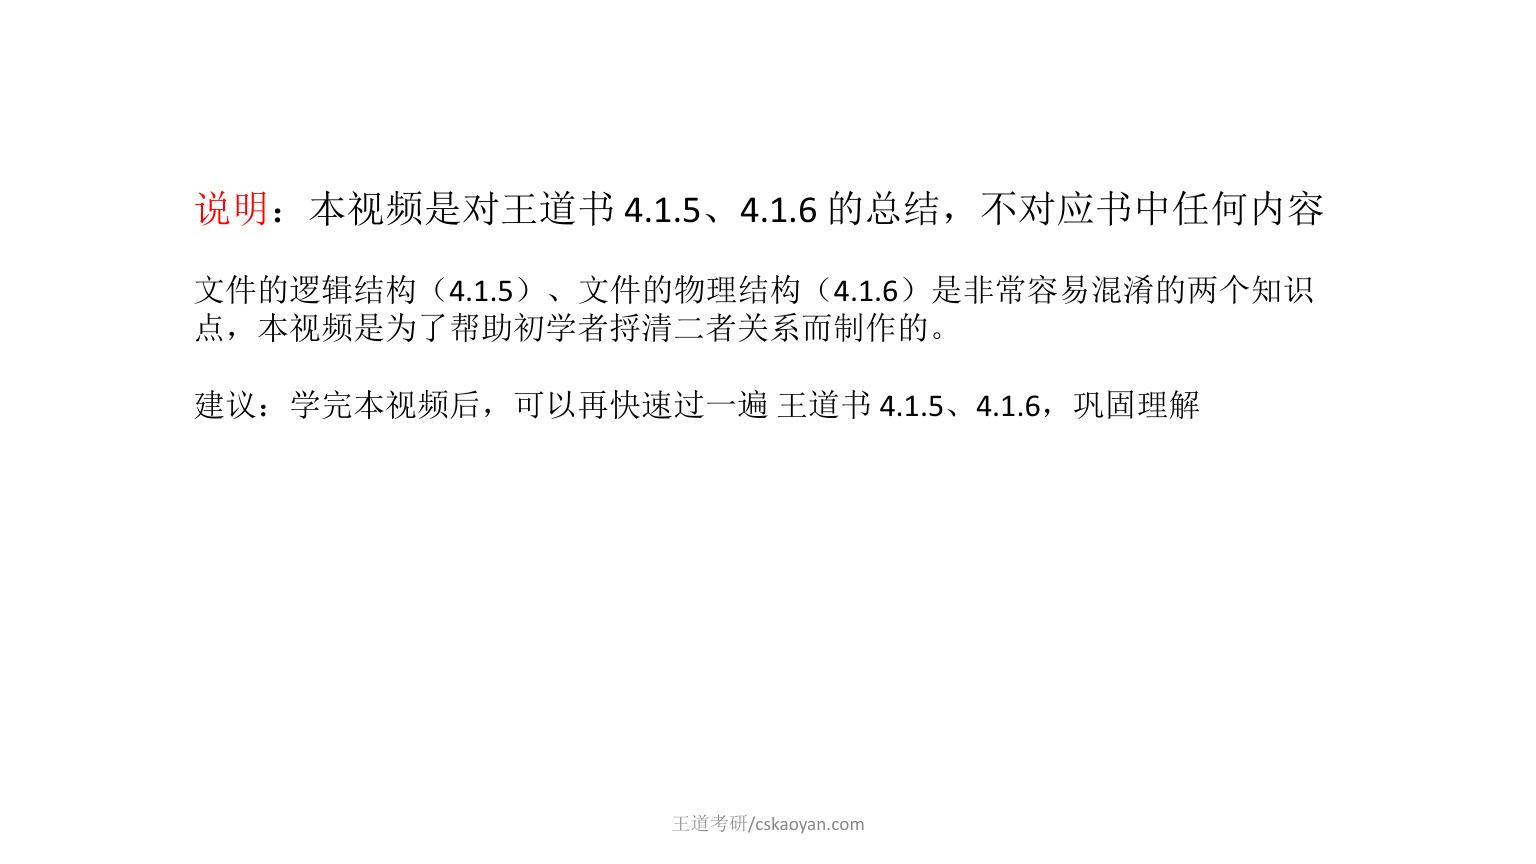 说明：本视频是对王道书 4.1.5、4.1.6 的总结，不对应书中任何内容
文件的逻辑结构（4.1.5）、文件的物理结构（4.1.6）是非常容易混淆的两个知识
点，本视频是为了帮助初学者捋清二者关系而制作的。
建议：学完本视频后，可以再快速过一遍 王道书 4.1.5、4.1.6，巩固理解
王道考研/cskaoyan.com